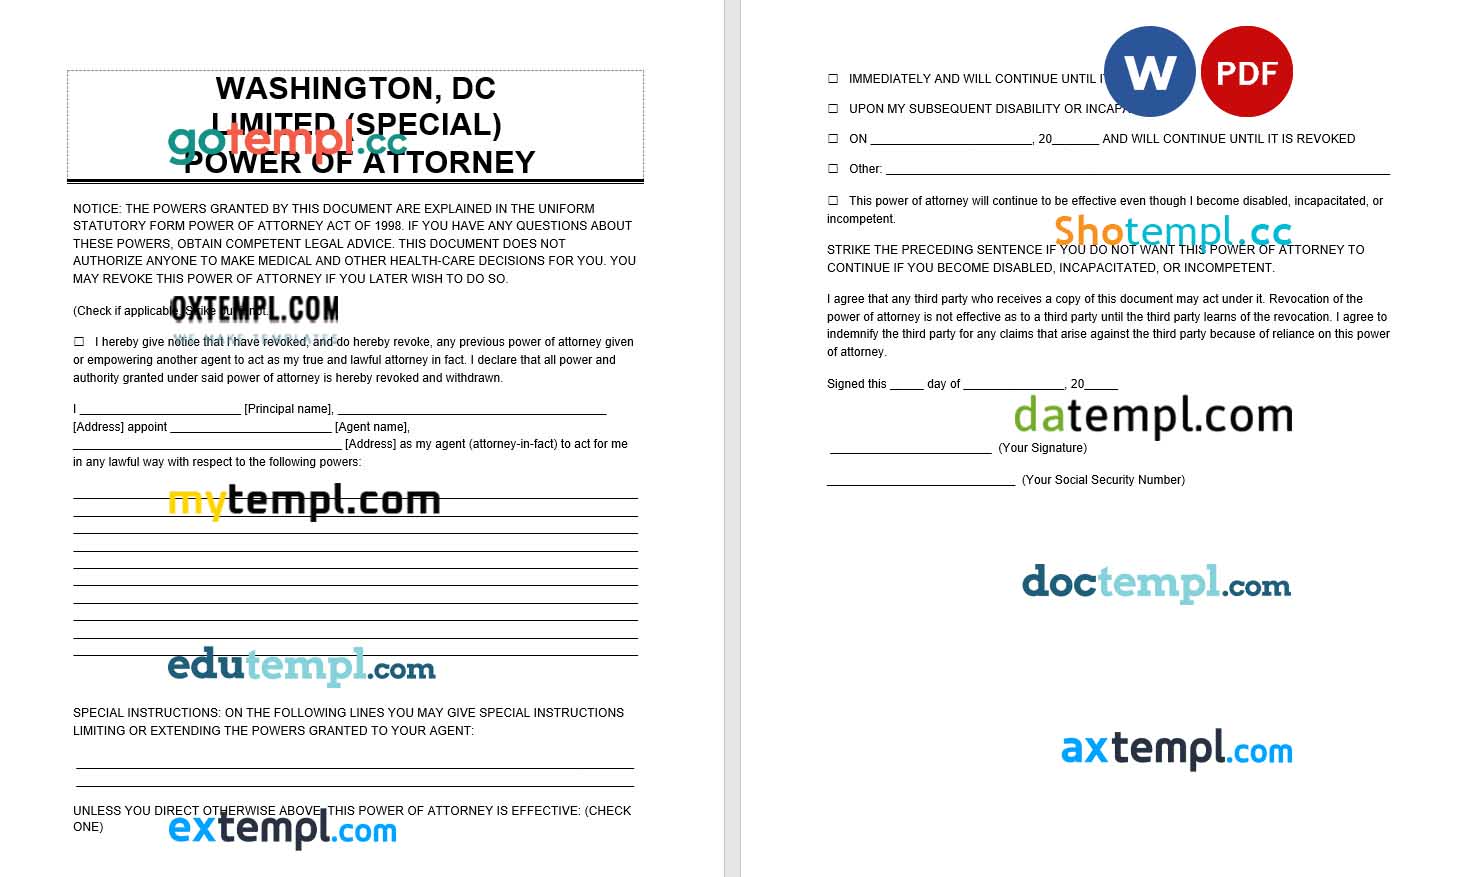 WASHINGTON, DC
LIMITED (SPECIAL)
POWER OF ATTORNEY
gotempl.cc
NOTICE: THE POWERS GRANTED BY THIS DOCUMENT ARE EXPLAINED IN THE UNIFORM
STATUTORY FORM POWER OF ATTORNEY ACT OF 1998. IF YOU HAVE ANY QUESTIONS ABOUT
THESE POWERS, OBTAIN COMPETENT LEGAL ADVICE. THIS DOCUMENT DOES NOT
AUTHORIZE ANYONE TO MAKE MEDICAL AND OTHER HEALTH-CARE DECISIONS FOR YOU. YOU
MAY REVOKE THIS POWER OF ATTORNEY IF YOU LATER WISH TO DO SO.
(Check if applicable. Strike out if not.)
OXTEMPL.COM
WE MAKE TEMPLATES
☐ I hereby give notice that I have revoked, and do hereby revoke, any previous power of attorney given
or empowering another agent to act as my true and lawful attorney in fact. I declare that all power and
authority granted under said power of attorney is hereby revoked and withdrawn.
I ________________________ [Principal name], ________________________________________
[Address] appoint ________________________ [Agent name],
________________________________________ [Address] as my agent (attorney-in-fact) to act for me
in any lawful way with respect to the following powers:
mytempl.com
edutempl.com
SPECIAL INSTRUCTIONS: ON THE FOLLOWING LINES YOU MAY GIVE SPECIAL INSTRUCTIONS
LIMITING OR EXTENDING THE POWERS GRANTED TO YOUR AGENT:
UNLESS YOU DIRECT OTHERWISE ABOVE, THIS POWER OF ATTORNEY IS EFFECTIVE: (CHECK
ONE)
extempl.com
W PDF
☐ IMMEDIATELY AND WILL CONTINUE UNTIL
☐ UPON MY SUBSEQUENT DISABILITY OR
☐ ON ________________________, 20_______ AND WILL CONTINUE UNTIL IT IS REVOKED
☐ Other: ___________________________________________________________________________
☐ This power of attorney will continue to be effective even though I become disabled, incapacitated, or
incompetent.
Shotempl.cc
STRIKE THE PRECEDING SENTENCE IF YOU DO NOT WANT THIS POWER OF ATTORNEY TO
CONTINUE IF YOU BECOME DISABLED, INCAPACITATED, OR INCOMPETENT.
I agree that any third party who receives a copy of this document may act under it. Revocation of the
power of attorney is not effective as to a third party until the third party learns of the revocation. I agree to
indemnify the third party for any claims that arise against the third party because of reliance on this power
of attorney.
Signed this _____ day of _______________, 20_____
datempl.com
________________________ (Your Signature)
____________________________ (Your Social Security Number)
doctempl.com
axtempl.com